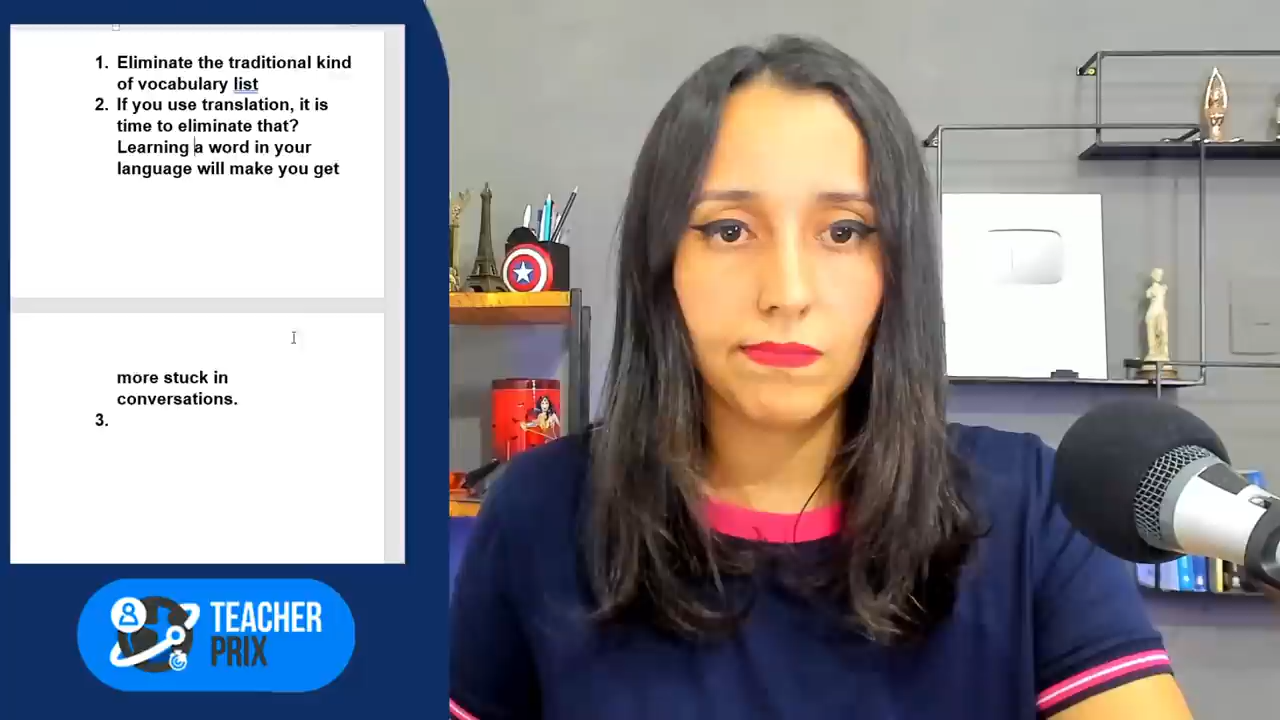 1. Eliminate the traditional kind
of vocabulary list
2. If you use translation, it is
time to eliminate that?
Learning a word in your
language will make you get
more stuck in
conversations.
3.
TEACHER
PRIX